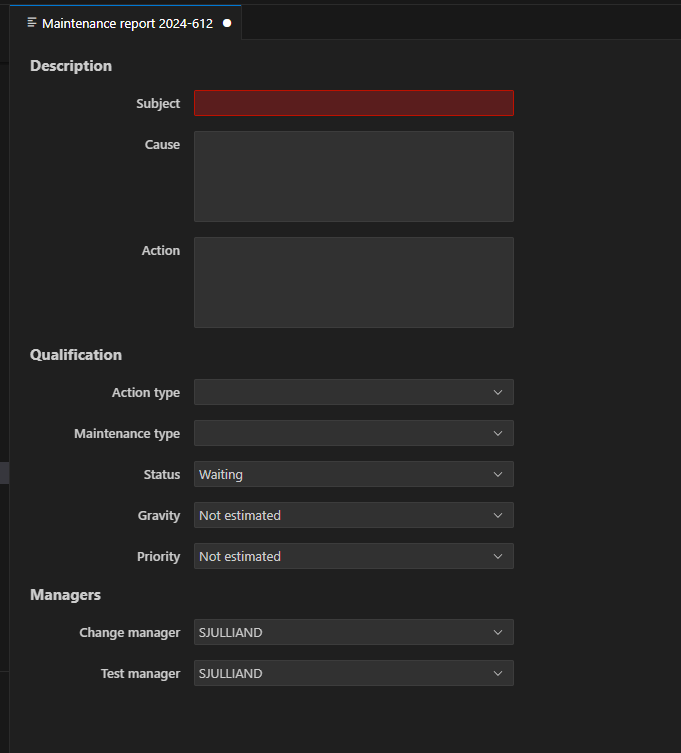 Maintenance report 2024-612
Description
Subject
Cause
Action
Qualification
Action type
Maintenance type
Status Waiting
Gravity Not estimated
Priority Not estimated
Managers
Change manager SJULLIAND
Test manager SJULLIAND